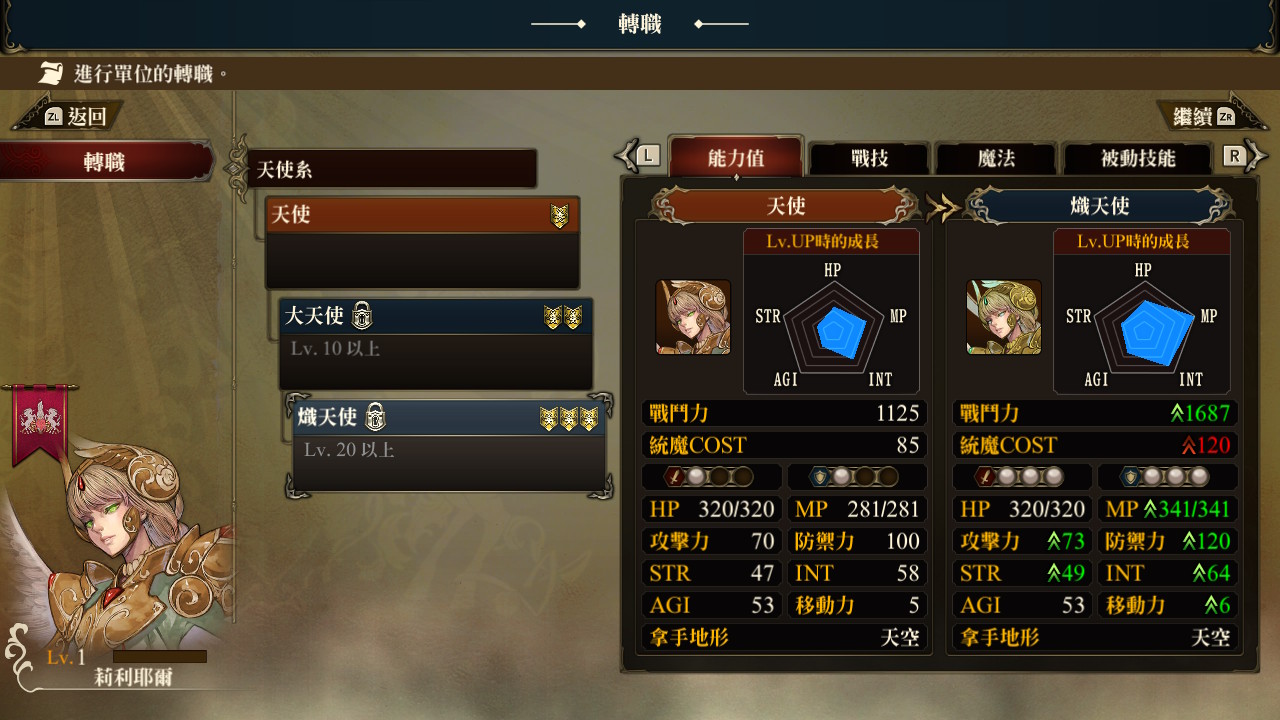 轉職
進行單位的轉職。
ZL 返回
繼續 ZR
轉職
天使系
天使
大天使
Lv. 10 以上
熾天使
Lv. 20 以上
Lv. 1
莉利耶爾
L 能力值 戰技 魔法 被動技能 R
天使
Lv.UP時的成長
HP
STR MP
AGI INT
戰鬥力 1125
統魔COST 85
HP 320/320 MP 281/281
攻擊力 70 防禦力 100
STR 47 INT 58
AGI 53 移動力 5
拿手地形 天空
熾天使
Lv.UP時的成長
HP
STR MP
AGI INT
戰鬥力 1687
統魔COST 120
HP 320/320 MP 341/341
攻擊力 73 防禦力 120
STR 49 INT 64
AGI 53 移動力 6
拿手地形 天空